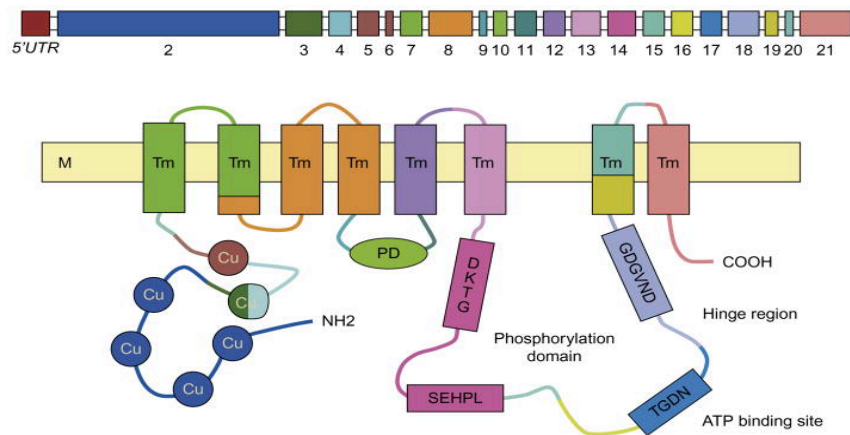 5'UTR 2 3 4 5 6 7 8 9 10 11 12 13 14 15 16 17 18 19 20 21
M Tm Tm Tm Tm Tm Tm Tm Tm
Cu
PD
DKTG
GDGVND
COOH
Cu
Cu
NH2
Hinge region
Cu
Cu
Phosphorylation
domain
Cu
SEHPL
TGDN
ATP binding site